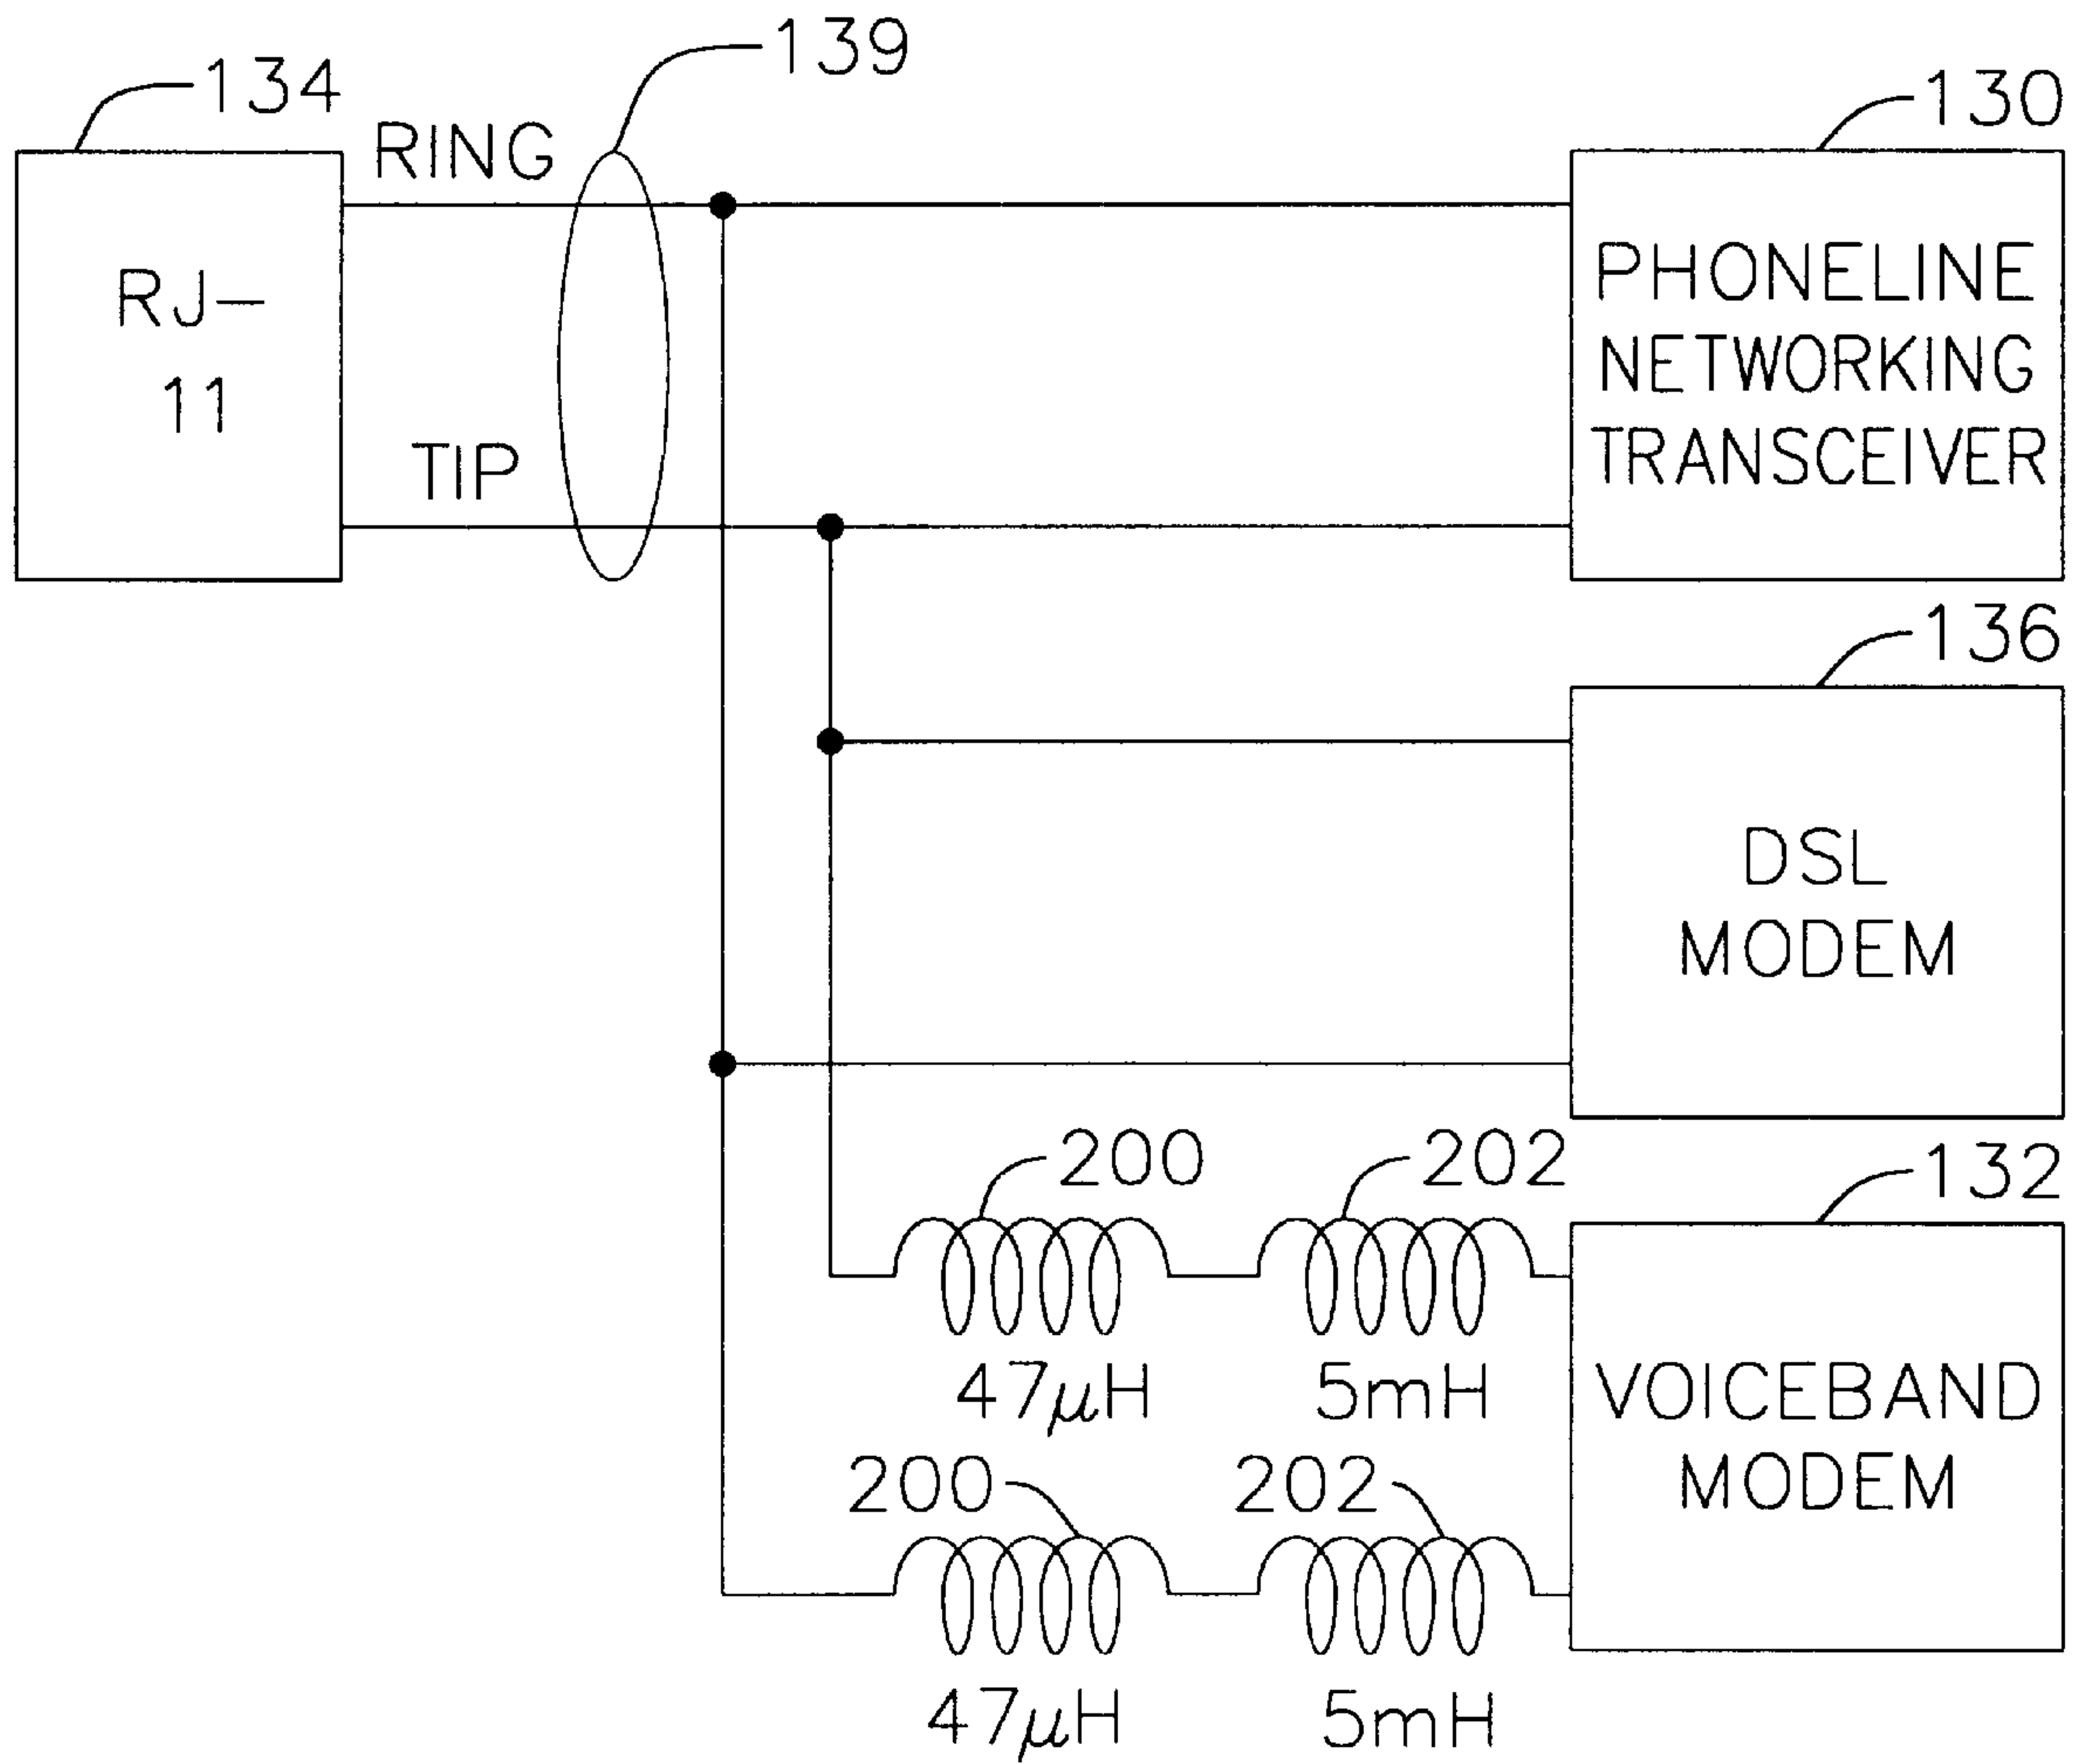 139
134
130
RING
RJ-
11
PHONELINE
NETWORKING
TRANSCEIVER
TIP
136
DSL
MODEM
200
202
132
47μH
5mH
VOICEBAND
MODEM
200
202
47μH
5mH